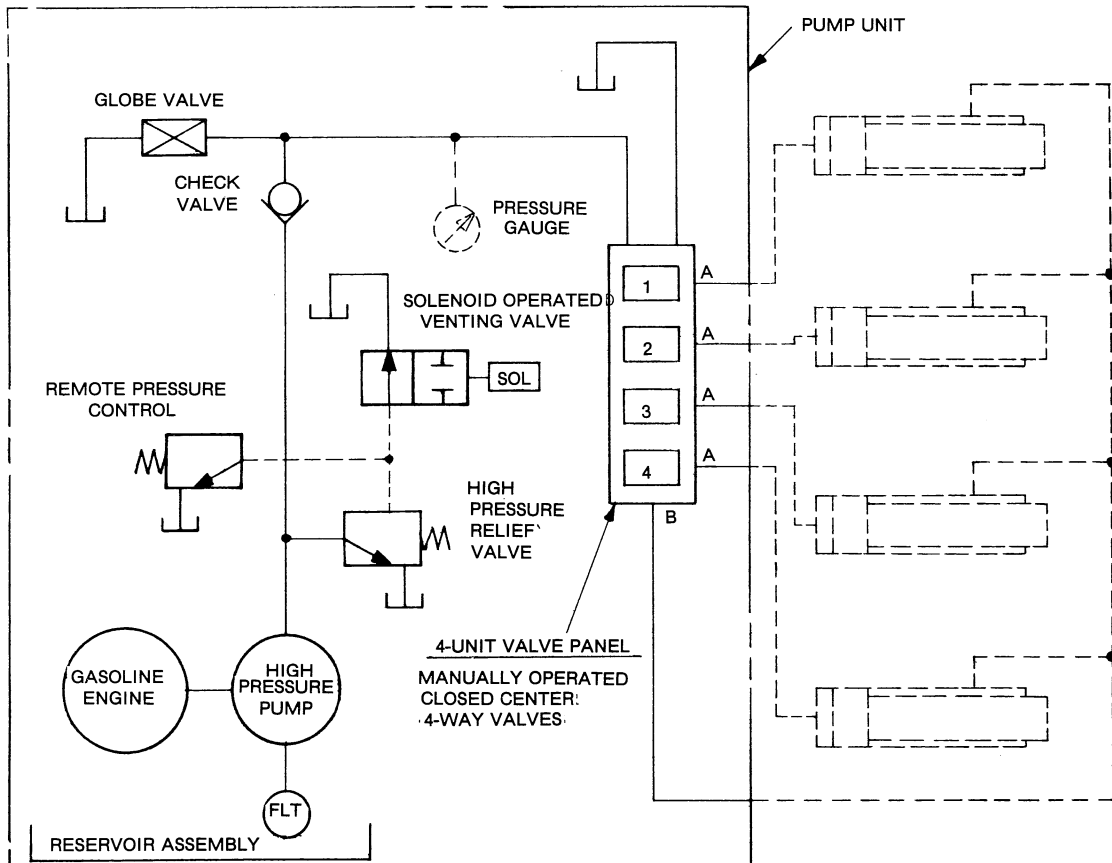 PUMP UNIT
GLOBE VALVE
CHECK
VALVE
PRESSURE
GAUGE
SOLENOID OPERATED
VENTING VALVE
SOL
REMOTE PRESSURE
CONTROL
HIGH
PRESSURE
RELIEF
VALVE
1
A
2
A
3
A
4
A
B
4-UNIT VALVE PANEL
MANUALLY OPERATED
CLOSED CENTER:
4-WAY VALVES
GASOLINE
ENGINE
HIGH
PRESSURE
PUMP
FLT
RESERVOIR ASSEMBLY